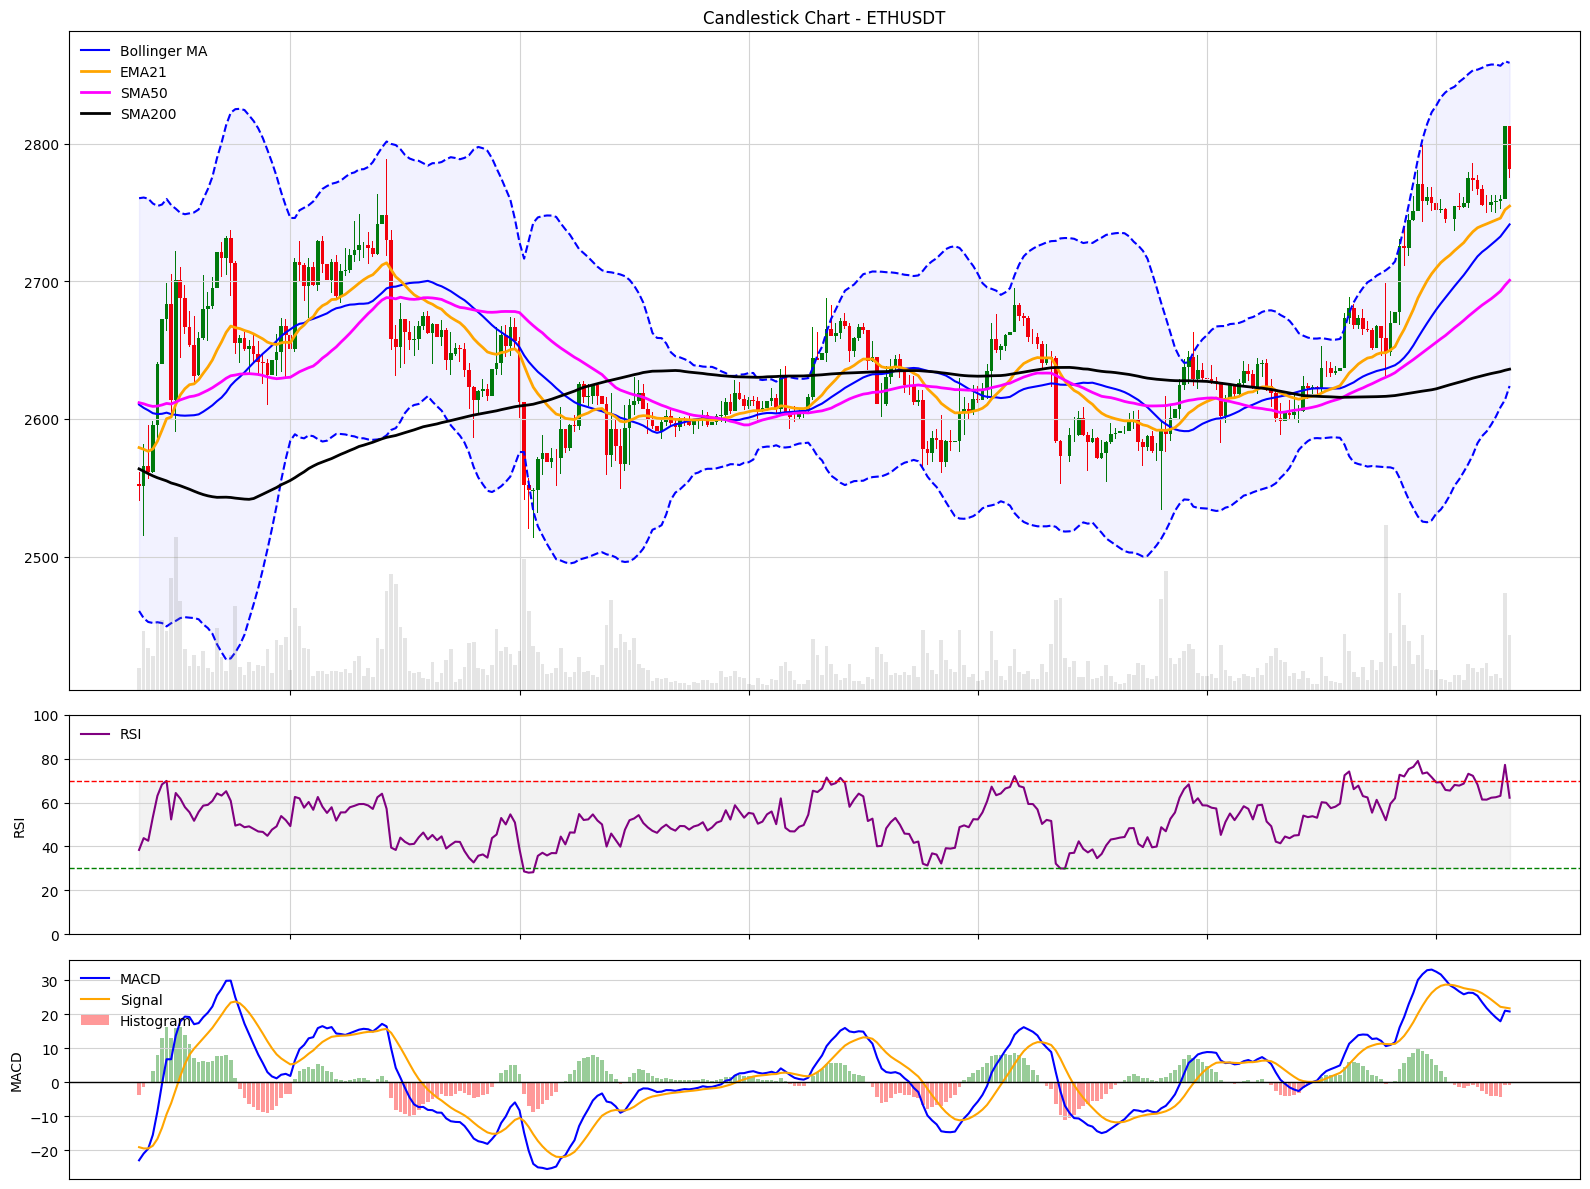 Candlestick Chart - ETHUSDT
Bollinger MA
EMA21
SMA50
SMA200
2800
2700
2600
2500
RSI
100
80
60
40
20
0
RSI
MACD
Signal
Histogram
30
20
10
0
−10
−20
MACD